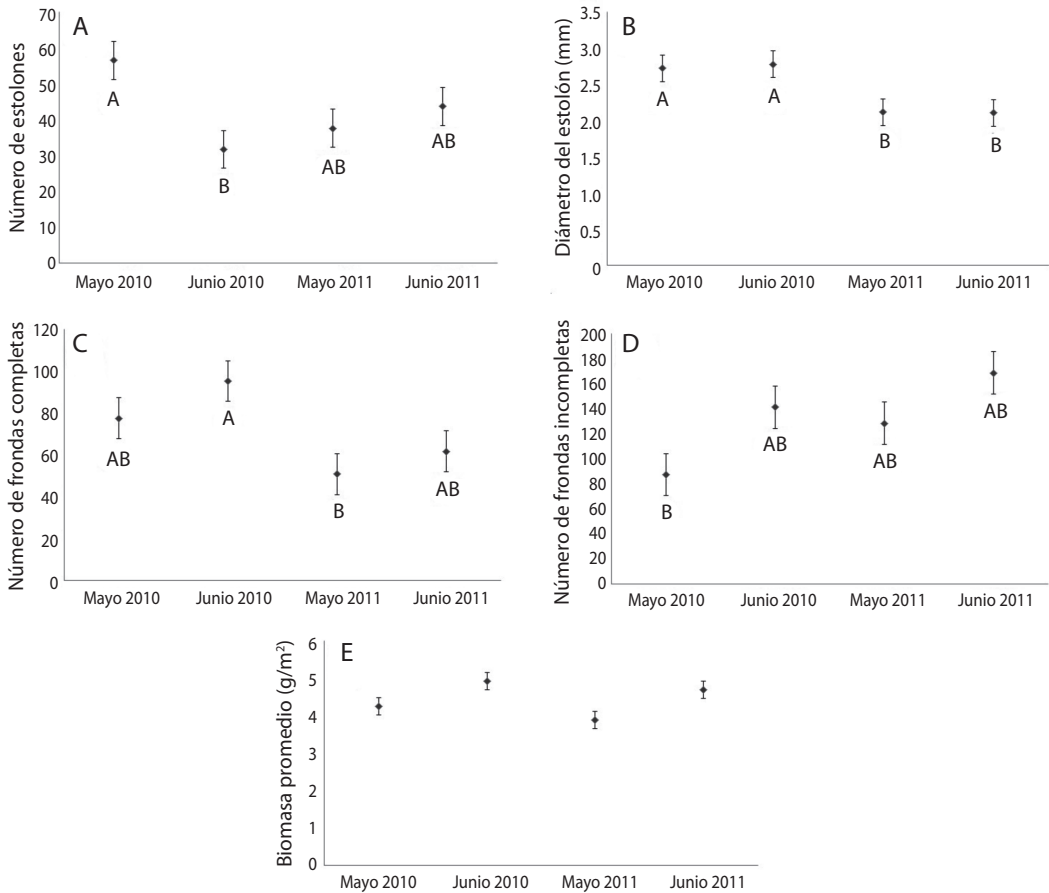 A
Número de estolones
70
60
50
40
30
20
10
0
A
B
AB
AB
Mayo 2010 Junio 2010 Mayo 2011 Junio 2011
B
Diámetro del estolón (mm)
3.5
3.0
2.5
2.0
1.5
1.0
0.5
0
A
A
B
B
Mayo 2010 Junio 2010 Mayo 2011 Junio 2011
C
Número de frondas completas
120
100
80
60
40
20
0
AB
A
B
AB
Mayo 2010 Junio 2010 Mayo 2011 Junio 2011
D
Número de frondas incompletas
200
180
160
140
120
100
80
60
40
20
0
B
AB
AB
AB
Mayo 2010 Junio 2010 Mayo 2011 Junio 2011
E
Biomasa promedio (g/m²)
6
5
4
3
2
1
0
Mayo 2010 Junio 2010 Mayo 2011 Junio 2011